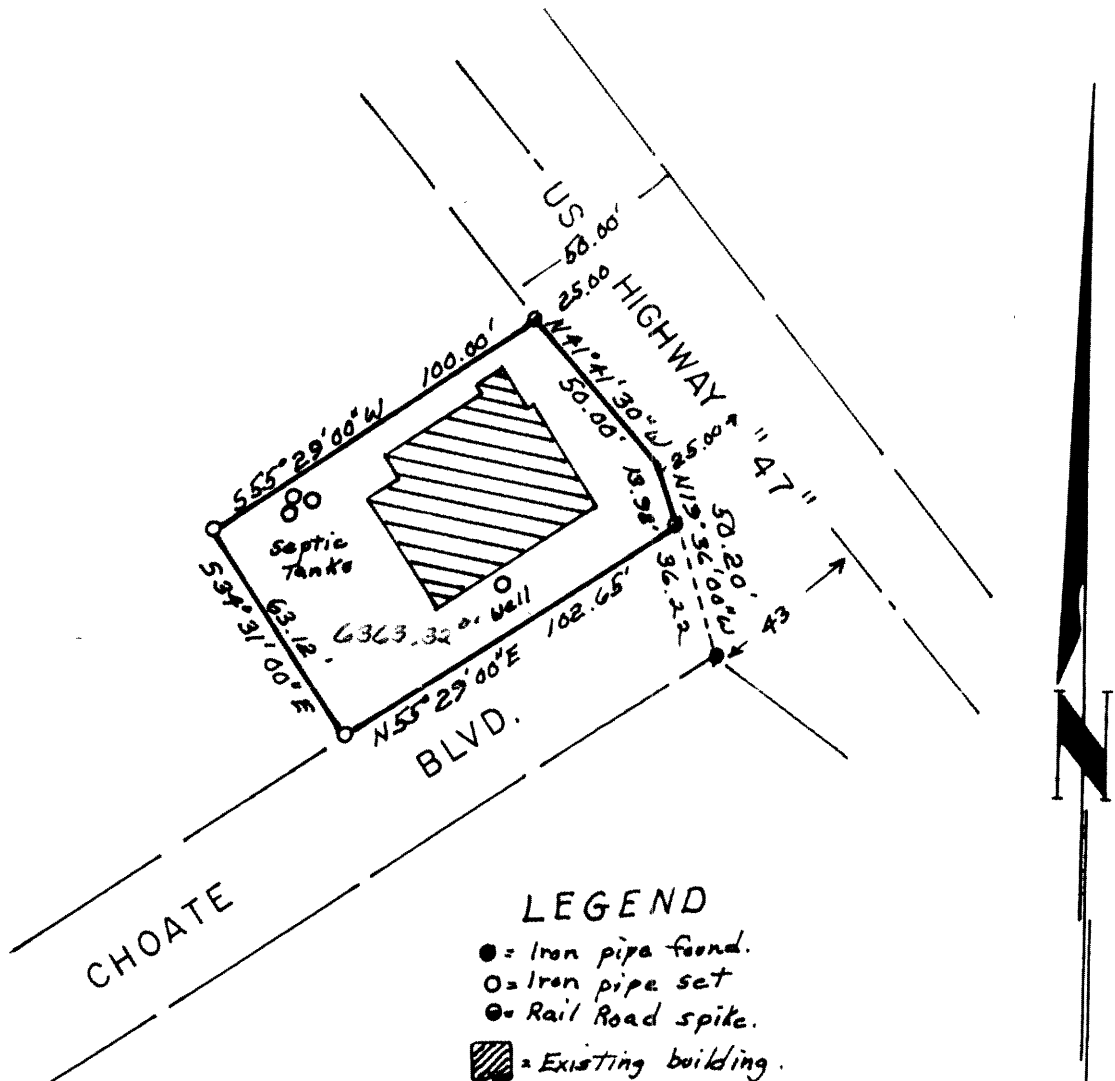 US HIGHWAY "47"
50.00'
25.00
100.00'
S55°29'00"W
N41°41'30"W
50.00'
25.00'
13.98'
N19°36'00"W
50.20'
36.22
43
Septic
Tanks
S34°31'00"E
63.12
6363.32
Well
102.65'
N55°29'00"E
CHOATE BLVD.
N
LEGEND
= Iron pipe found.
= Iron pipe set
= Rail Road spike.
= Existing building.